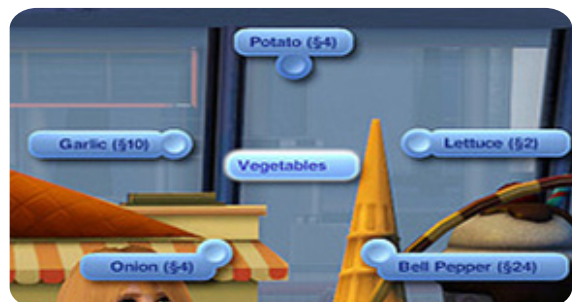 Potato (§4)
Garlic (§10)
Lettuce (§2)
Vegetables
Onion (§4)
Bell Pepper (§24)